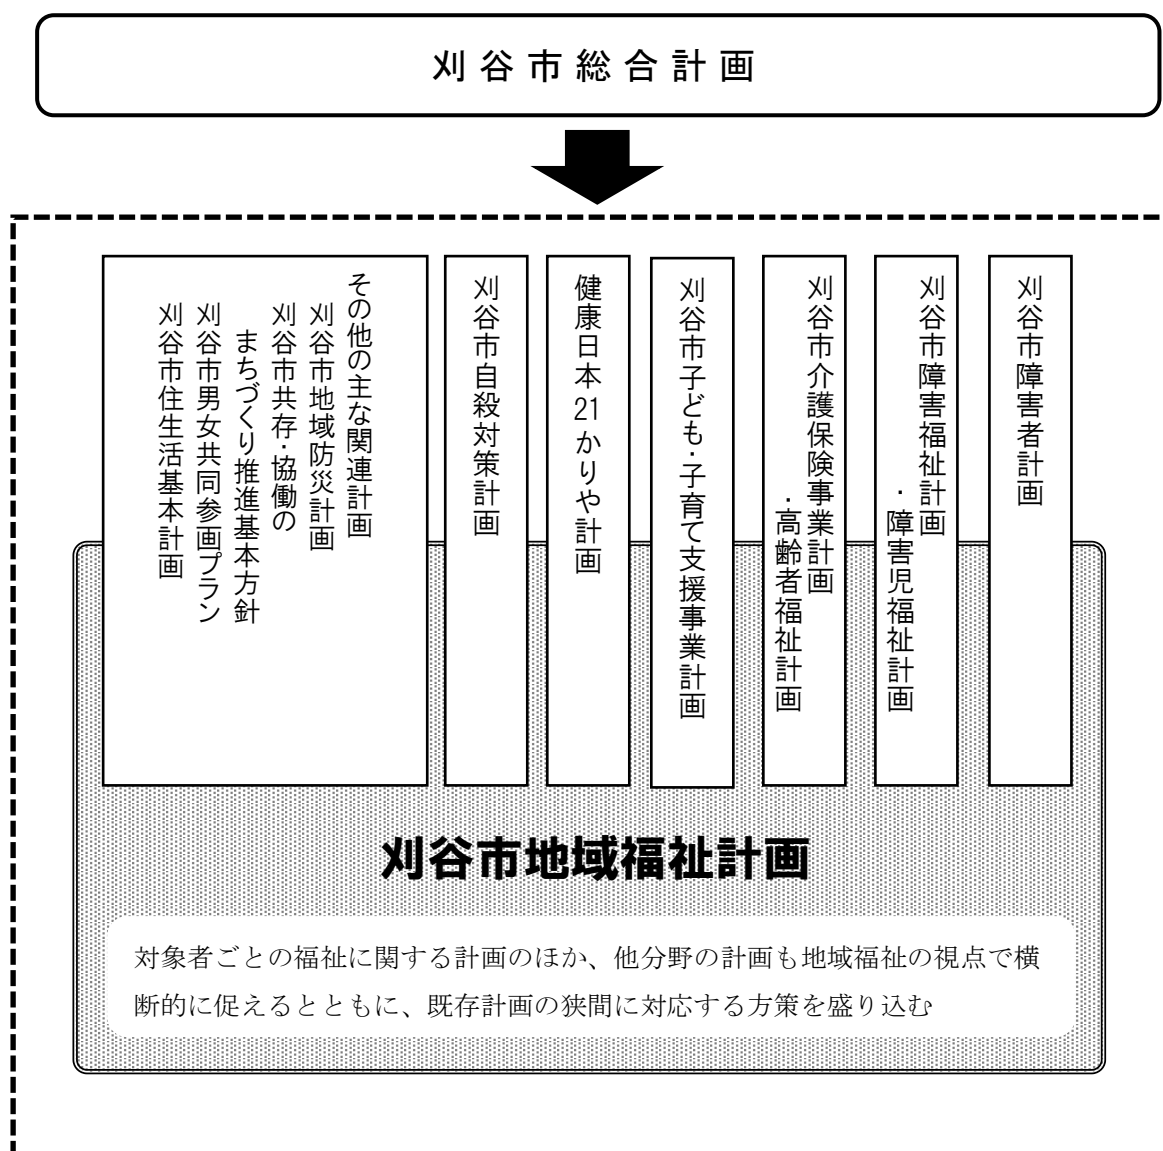 刈谷市総合計画
刈谷市障害者計画
刈谷市障害福祉計画
・障害児福祉計画
刈谷市介護保険事業計画
・高齢者福祉計画
刈谷市子ども・子育て支援事業計画
健康日本21かりや計画
刈谷市自殺対策計画
その他の主な関連計画
刈谷市地域防災計画
刈谷市共存・協働の
まちづくり推進基本方針
刈谷市男女共同参画プラン
刈谷市住生活基本計画
刈谷市地域福祉計画
対象者ごとの福祉に関する計画のほか、他分野の計画も地域福祉の視点で横
断的に促えるとともに、既存計画の狭間に対応する方策を盛り込む